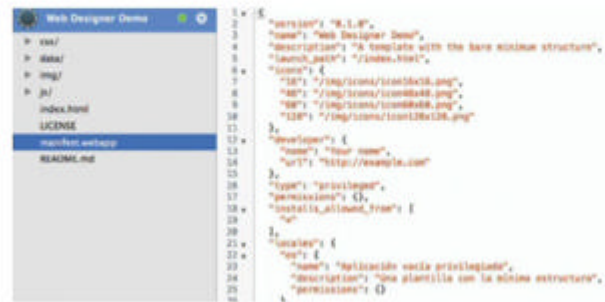 Web Designer Demo
css/
data/
img/
js/
index.html
LICENSE
manifest.webapp
README.md
1 {
2 "version": "0.1.0",
3 "name": "Web Designer Demo",
4 "description": "A template with the bare minimum structure",
5 "launch_path": "/index.html",
6 "icons": {
7 "16": "/img/icons/icon16x16.png",
8 "48": "/img/icons/icon48x48.png",
9 "60": "/img/icons/icon60x60.png",
10 "128": "/img/icons/icon128x128.png"
11 },
12 "developer": {
13 "name": "Your name",
14 "url": "http://example.com"
15 },
16 "type": "privileged",
17 "permissions": {},
18 "installs_allowed_from": [
19 "*"
20 ],
21 "locales": {
22 "es": {
23 "name": "Aplicación vacía privilegiada",
24 "description": "Una plantilla con la mínima estructura",
25 "permissions": {}
26 }